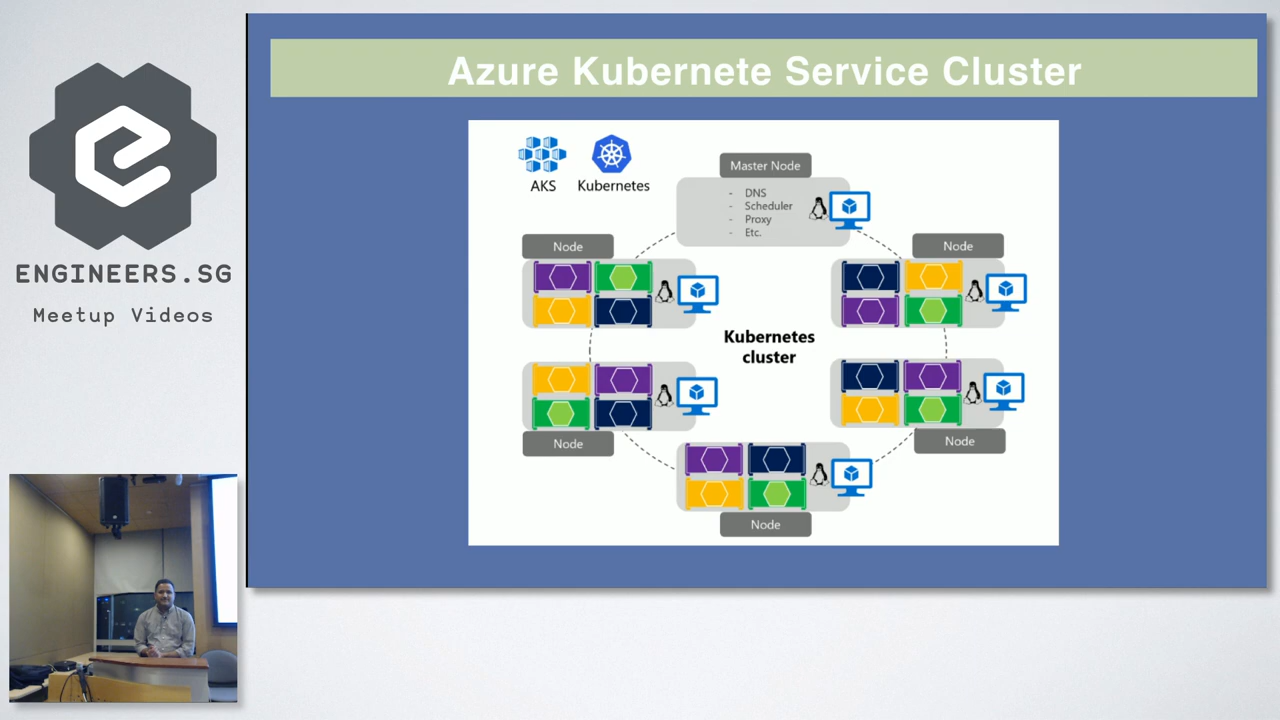 ENGINEERS.SG
Meetup Videos
Azure Kubernete Service Cluster
AKS
Kubernetes
Master Node
- DNS
- Scheduler
- Proxy
- Etc.
Node
Node
Kubernetes
cluster
Node
Node
Node